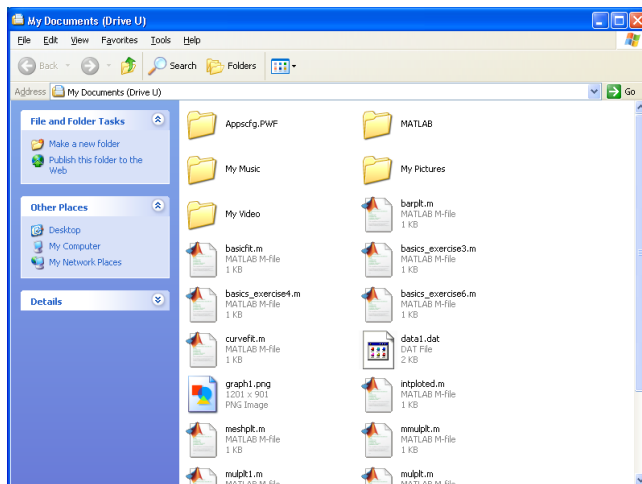 My Documents (Drive U)
File Edit View Favorites Tools Help
Back Search Folders
Address My Documents (Drive U) Go
File and Folder Tasks
Make a new folder
Publish this folder to the
Web
Other Places
Desktop
My Computer
My Network Places
Details
Appscfg.PWF
MATLAB
My Music
My Pictures
My Video
barplt.m
MATLAB M-file
1 KB
basicfit.m
MATLAB M-file
1 KB
basics_exercise3.m
MATLAB M-file
1 KB
basics_exercise4.m
MATLAB M-file
1 KB
basics_exercise6.m
MATLAB M-file
1 KB
curvefit.m
MATLAB M-file
1 KB
data1.dat
DAT File
2 KB
graph1.png
1201 x 901
PNG Image
intploted.m
MATLAB M-file
1 KB
meshplt.m
MATLAB M-file
1 KB
mmulplt.m
MATLAB M-file
1 KB
mulplt1.m
MATLAB M-file
mulplt.m
MATLAB M-file